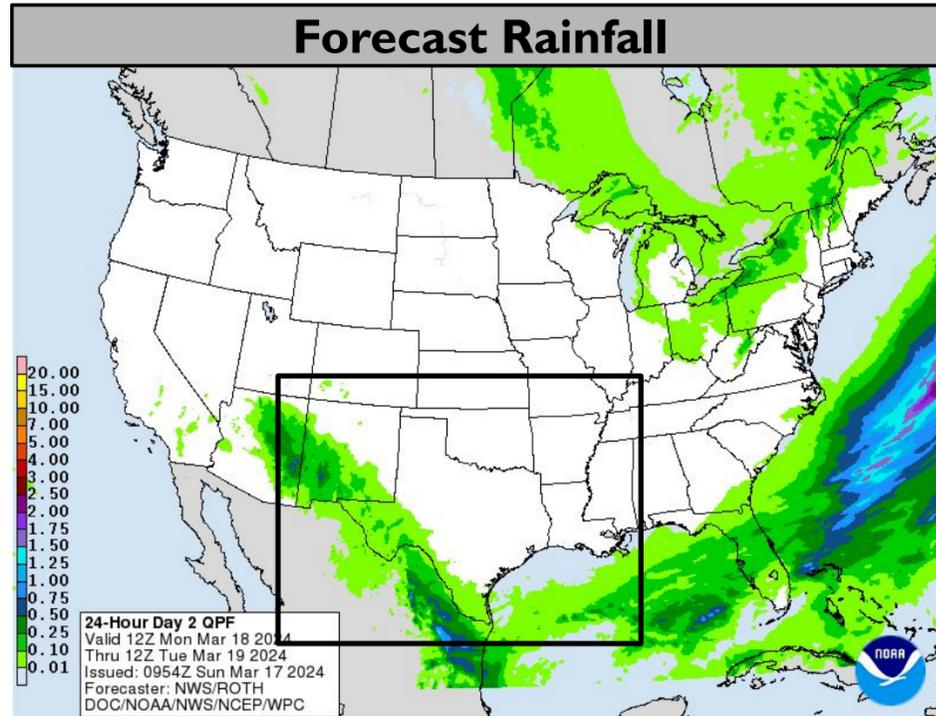 Forecast Rainfall
20.00
15.00
10.00
7.00
5.00
4.00
3.00
2.50
2.00
1.75
1.50
1.25
1.00
0.75
0.50
0.25
0.10
0.01
24-Hour Day 2 QPF
Valid 12Z Mon Mar 18 2024
Thru 12Z Tue Mar 19 2024
Issued: 0954Z Sun Mar 17 2024
Forecaster: NWS/ROTH
DOC/NOAA/NWS/NCEP/WPC
NOAA